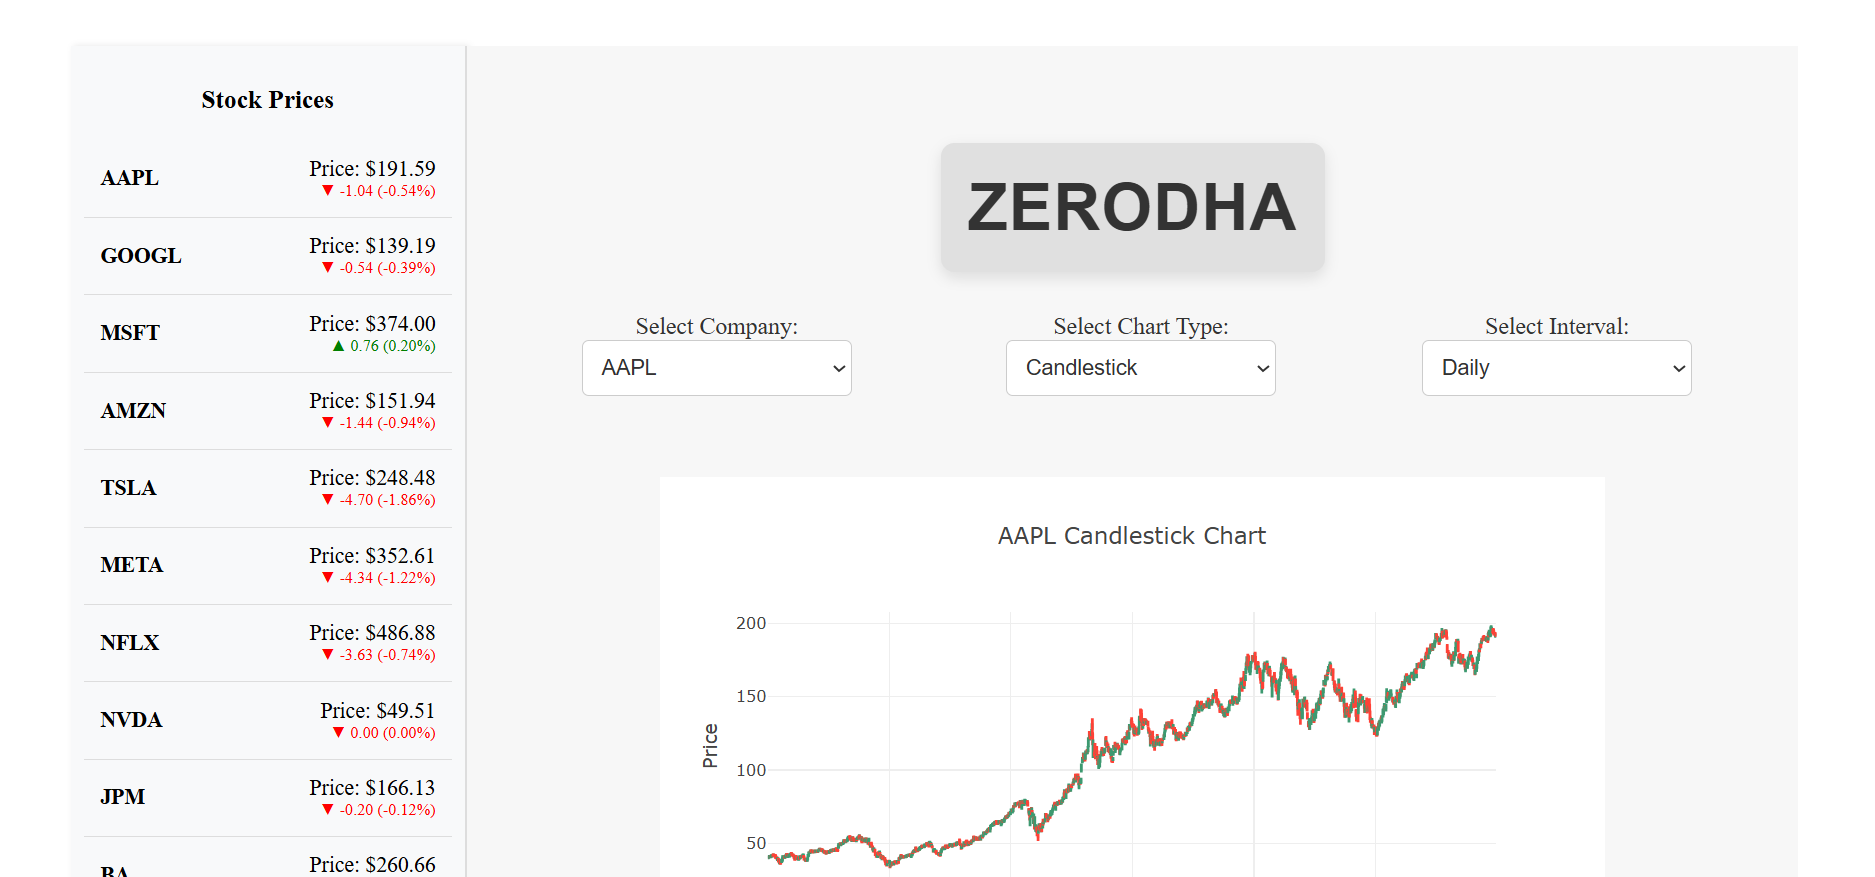 Stock Prices
AAPL
Price: $191.59
▼ -1.04 (-0.54%)
GOOGL
Price: $139.19
▼ -0.54 (-0.39%)
MSFT
Price: $374.00
▲ 0.76 (0.20%)
AMZN
Price: $151.94
▼ -1.44 (-0.94%)
TSLA
Price: $248.48
▼ -4.70 (-1.86%)
META
Price: $352.61
▼ -4.34 (-1.22%)
NFLX
Price: $486.88
▼ -3.63 (-0.74%)
NVDA
Price: $49.51
▼ 0.00 (0.00%)
JPM
Price: $166.13
▼ -0.20 (-0.12%)
BA
Price: $260.66
ZERODHA
Select Company:
AAPL
Select Chart Type:
Candlestick
Select Interval:
Daily
AAPL Candlestick Chart
Price
200
150
100
50